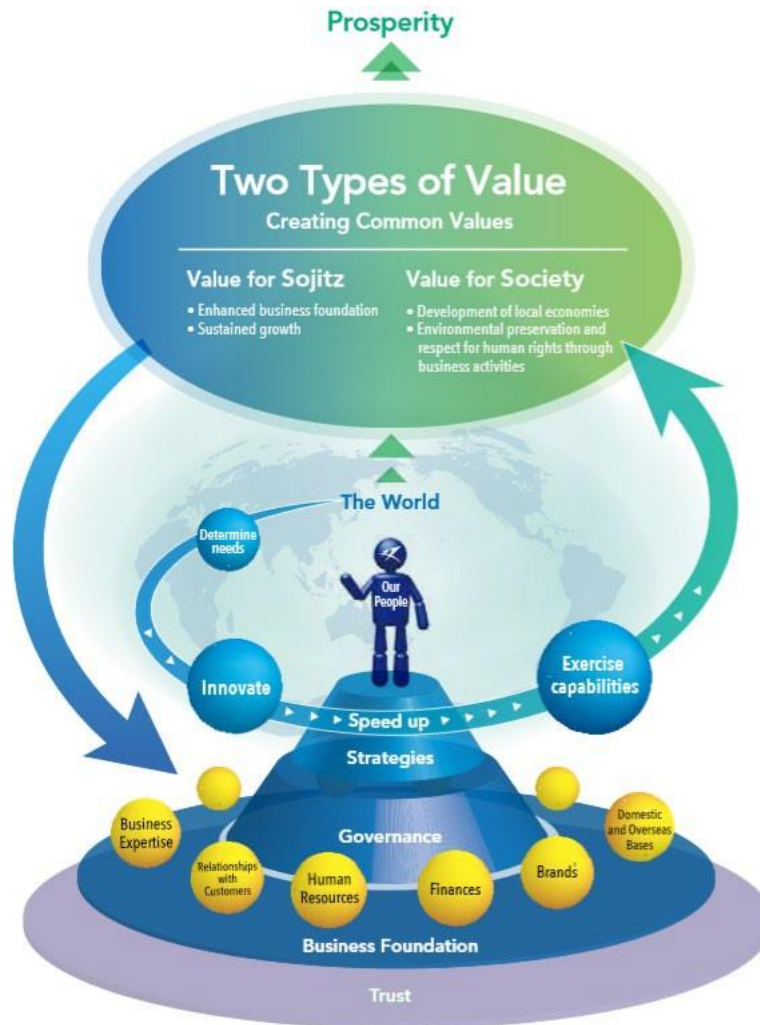 Prosperity
Two Types of Value
Creating Common Values
Value for Sojitz
• Enhanced business foundation
• Sustained growth
Value for Society
• Development of local economies
• Environmental preservation and
respect for human rights through
business activities
The World
Determine
needs
Our
People
Innovate
Exercise
capabilities
Speed up
Strategies
Governance
Business
Expertise
Relationships
with
Customers
Human
Resources
Finances
Brands
Domestic
and Overseas
Bases
Business Foundation
Trust